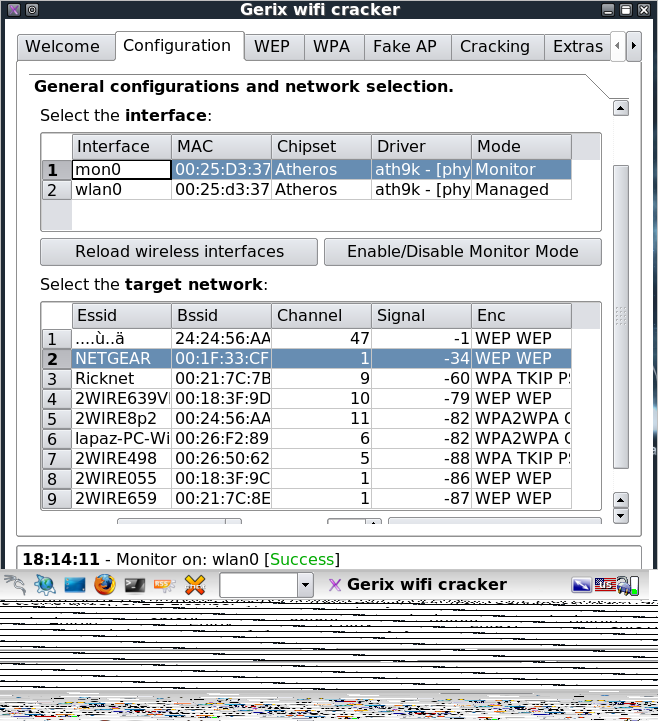 Gerix wifi cracker
Welcome Configuration WEP WPA Fake AP Cracking Extras
General configurations and network selection.
Select the interface:
Interface MAC Chipset Driver Mode
1 mon0 00:25:D3:37 Atheros ath9k - [phy Monitor
2 wlan0 00:25:d3:37 Atheros ath9k - [phy Managed
Reload wireless interfaces Enable/Disable Monitor Mode
Select the target network:
Essid Bssid Channel Signal Enc
1 ....ù..ä 24:24:56:AA 47 -1 WEP WEP
2 NETGEAR 00:1F:33:CF 1 -34 WEP WEP
3 Ricknet 00:21:7C:7B 9 -60 WPA TKIP PS
4 2WIRE639V 00:18:3F:9D 10 -79 WEP WEP
5 2WIRE8p2 00:24:56:AA 11 -82 WPA2WPA C
6 lapaz-PC-Wi 00:26:F2:89 6 -82 WPA2WPA C
7 2WIRE498 00:26:50:62 5 -88 WPA TKIP PS
8 2WIRE055 00:18:3F:9C 1 -86 WEP WEP
9 2WIRE659 00:21:7C:8E 1 -87 WEP WEP
18:14:11 - Monitor on: wlan0 [Success]
Gerix wifi cracker US